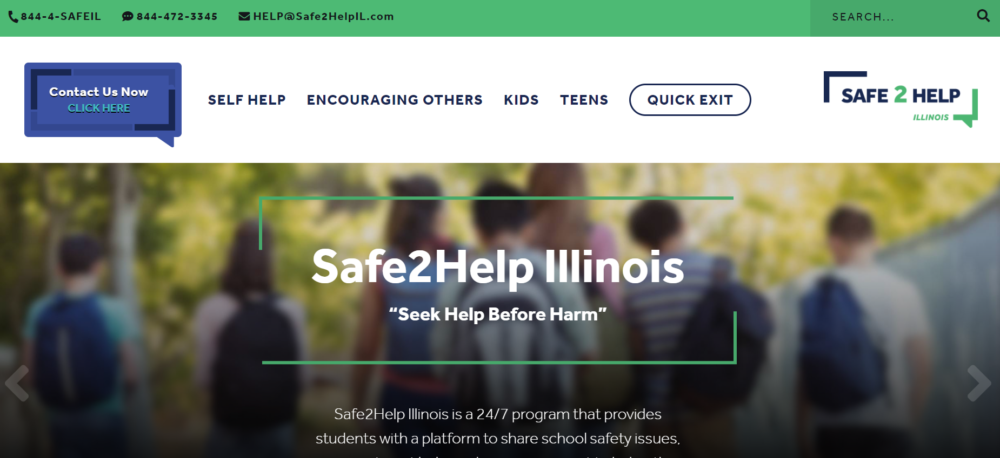 844-4-SAFEIL
844-472-3345
HELP@Safe2HelpIL.com
SEARCH...
Contact Us Now
CLICK HERE
SELF HELP
ENCOURAGING OTHERS
KIDS
TEENS
QUICK EXIT
SAFE 2 HELP
ILLINOIS
Safe2Help Illinois
“Seek Help Before Harm”
Safe2Help Illinois is a 24/7 program that provides
students with a platform to share school safety issues,